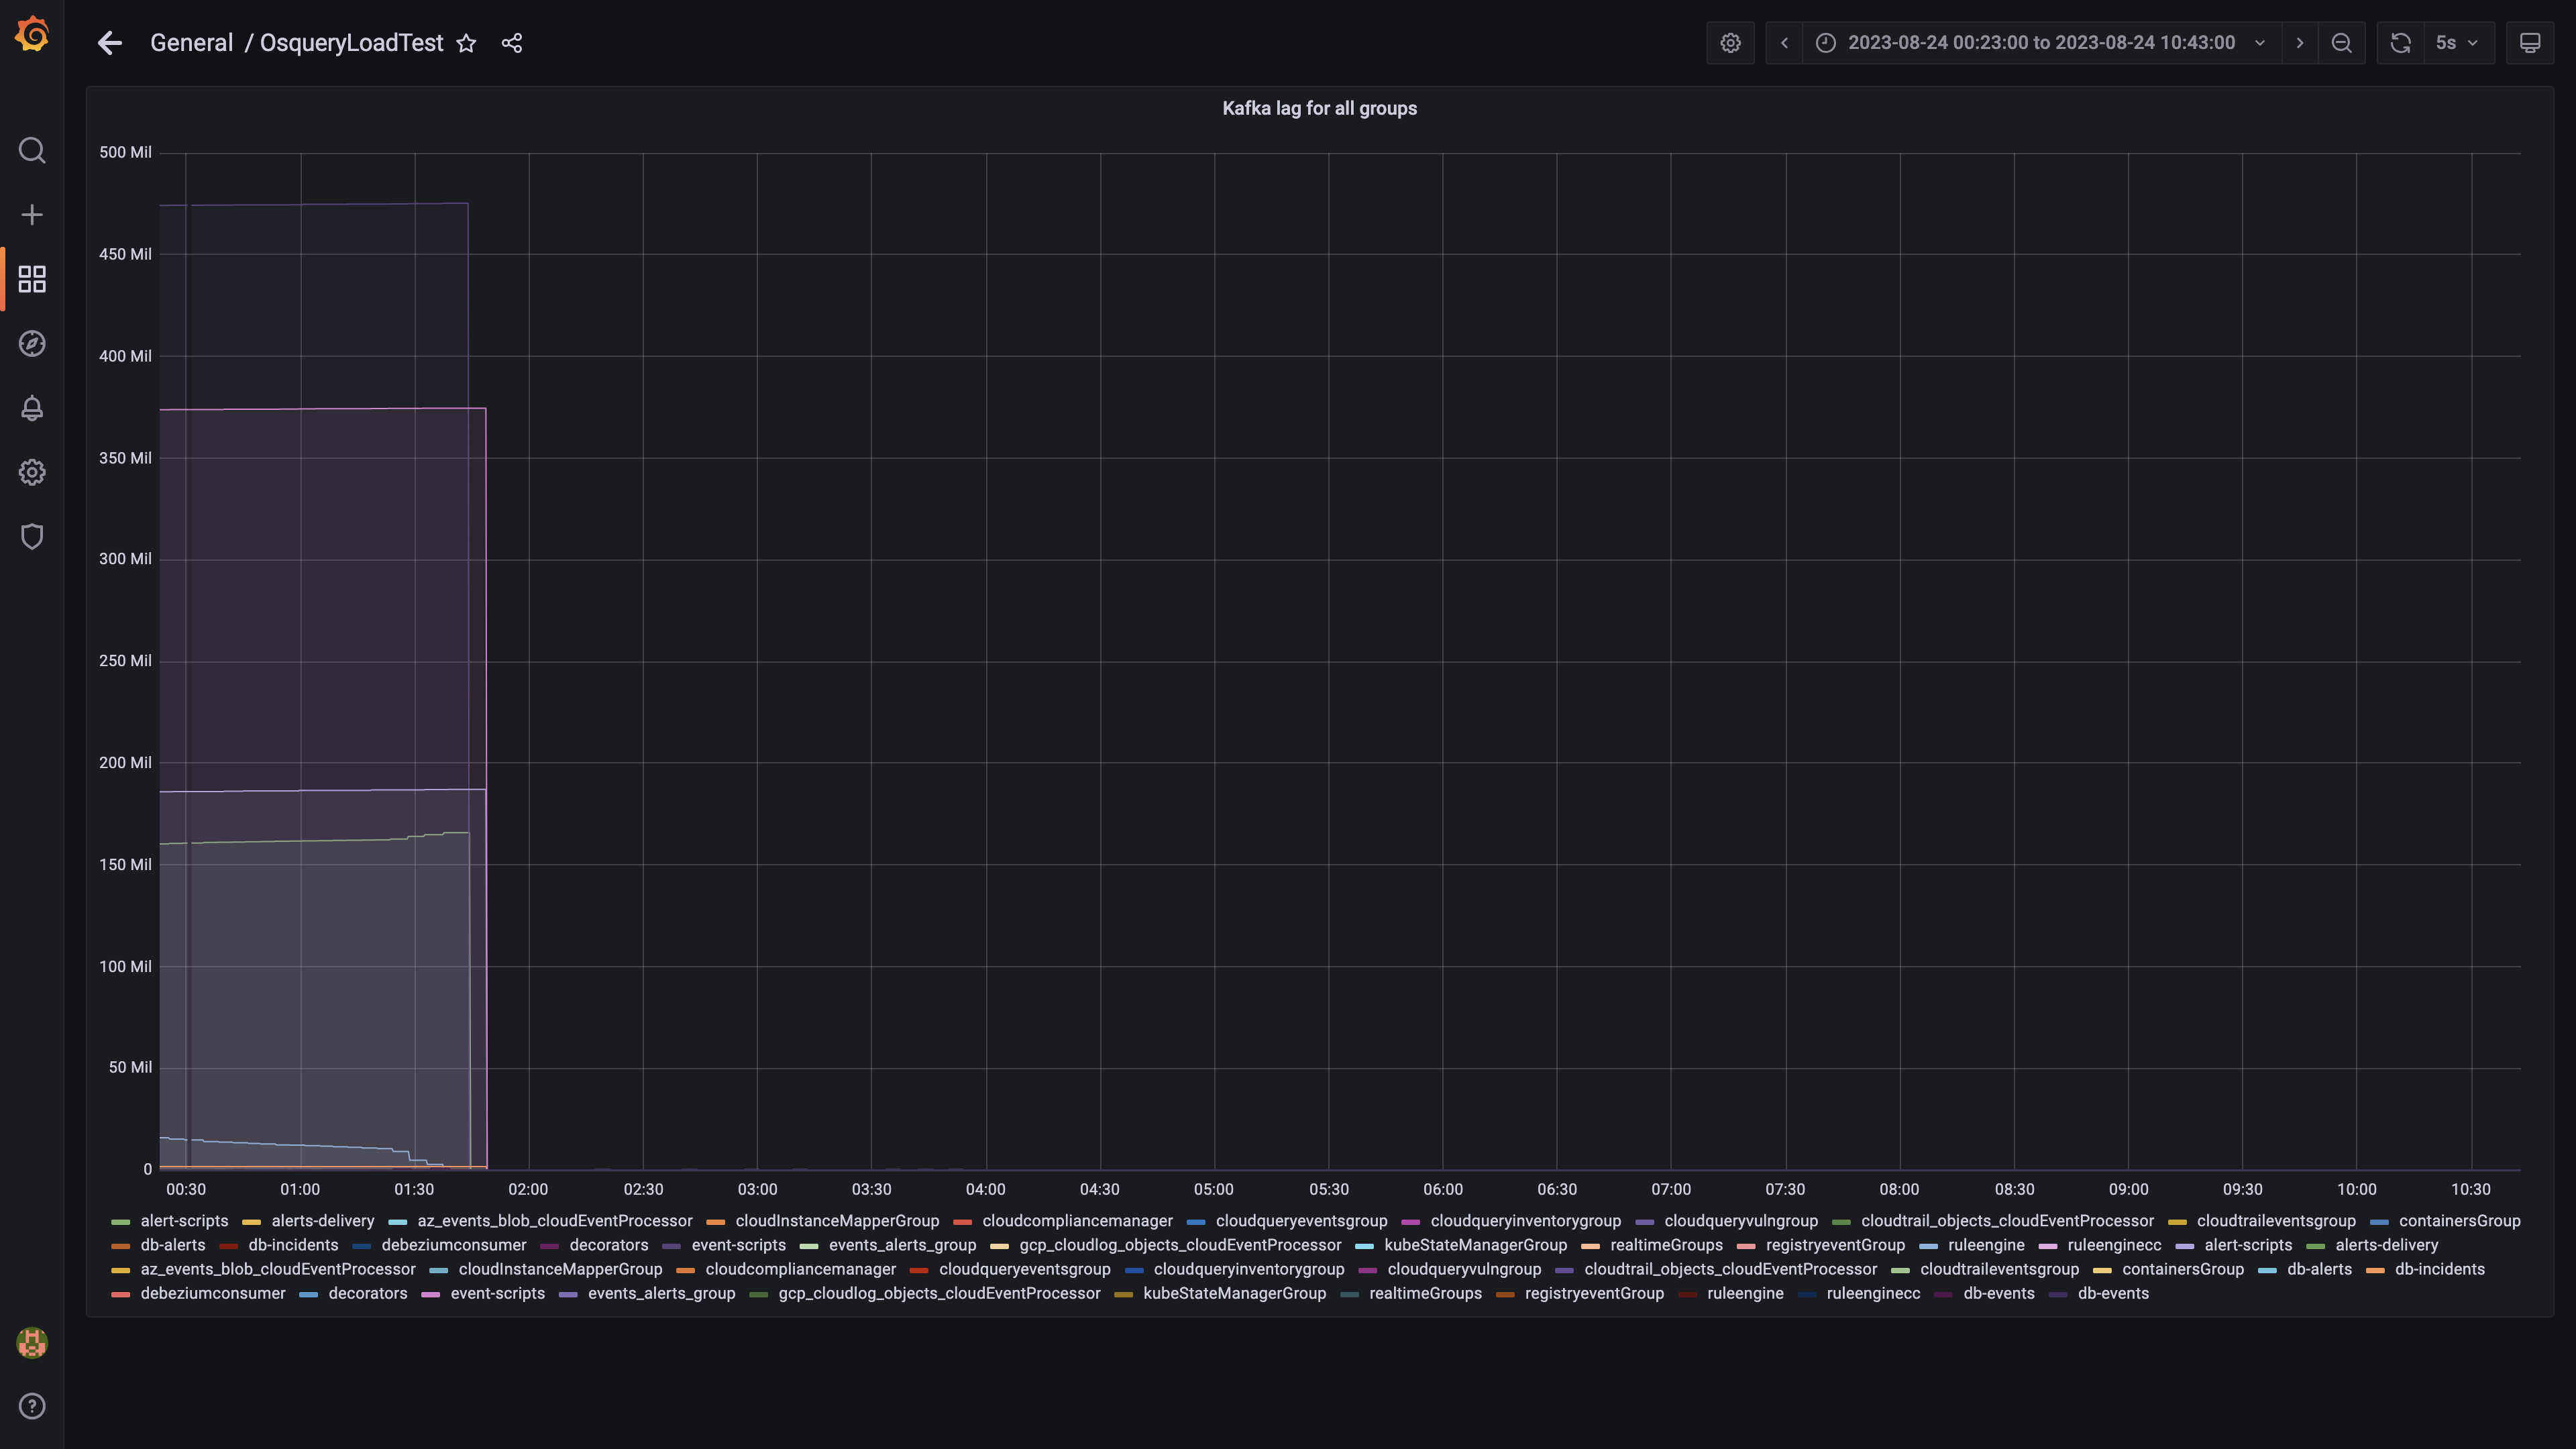 General / OsqueryLoadTest
2023-08-24 00:23:00 to 2023-08-24 10:43:00
5s
Kafka lag for all groups
500 Mil
450 Mil
400 Mil
350 Mil
300 Mil
250 Mil
200 Mil
150 Mil
100 Mil
50 Mil
0
00:30 01:00 01:30 02:00 02:30 03:00 03:30 04:00 04:30 05:00 05:30 06:00 06:30 07:00 07:30 08:00 08:30 09:00 09:30 10:00 10:30
alert-scripts alerts-delivery az_events_blob_cloudEventProcessor cloudInstanceMapperGroup cloudcompliancemanager cloudqueryeventsgroup cloudqueryinventorygroup cloudqueryvulngroup cloudtrail_objects_cloudEventProcessor cloudtraileventsgroup containersGroup
db-alerts db-incidents debeziumconsumer decorators event-scripts events_alerts_group gcp_cloudlog_objects_cloudEventProcessor kubeStateManagerGroup realtimeGroups registryeventGroup ruleengine ruleenginecc alert-scripts alerts-delivery
az_events_blob_cloudEventProcessor cloudInstanceMapperGroup cloudcompliancemanager cloudqueryeventsgroup cloudqueryinventorygroup cloudqueryvulngroup cloudtrail_objects_cloudEventProcessor cloudtraileventsgroup containersGroup db-alerts db-incidents
debeziumconsumer decorators event-scripts events_alerts_group gcp_cloudlog_objects_cloudEventProcessor kubeStateManagerGroup realtimeGroups registryeventGroup ruleengine ruleenginecc db-events db-events